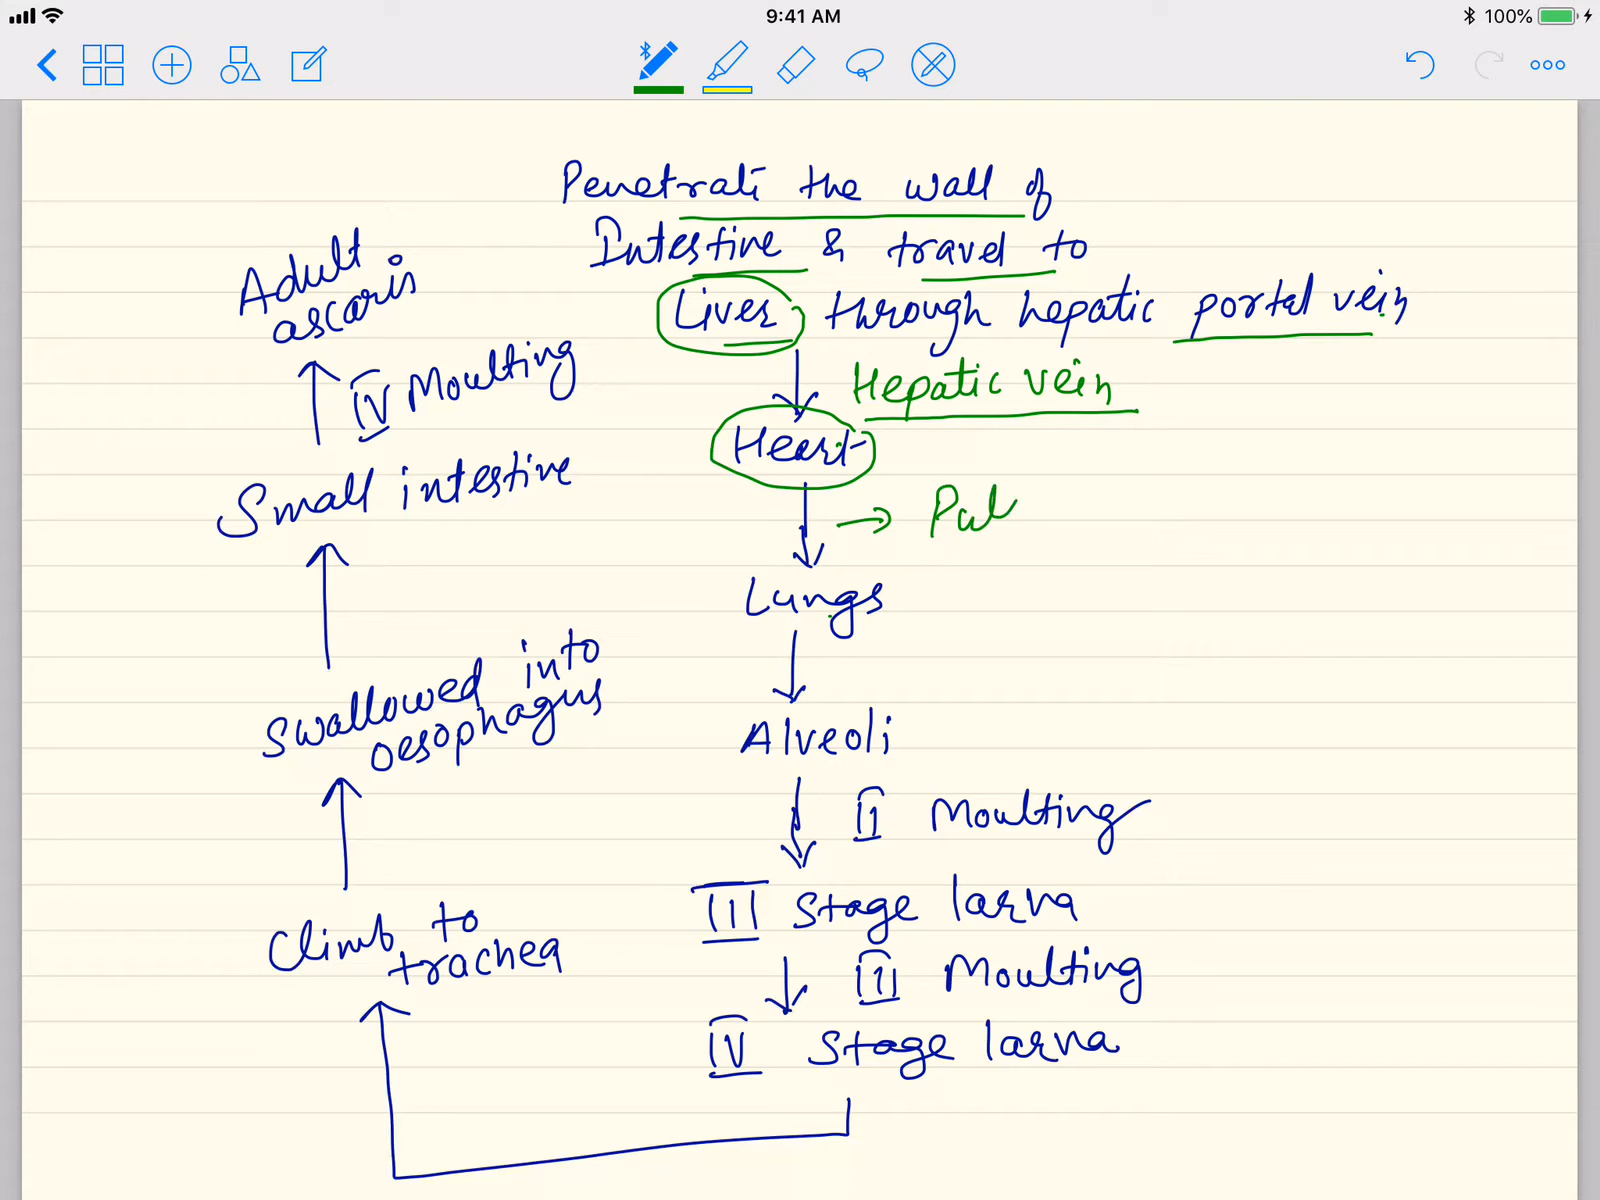 9:41 AM
100%
Penetrate the wall of
Intestine & travel to
Liver through hepatic portal vein
Hepatic vein
Heart
Pul
Lungs
Alveoli
II Moulting
III Stage larva
III Moulting
IV Stage larva
Climb to
trachea
Swallowed into
oesophagus
Small intestine
IV Moulting
Adult
ascaris